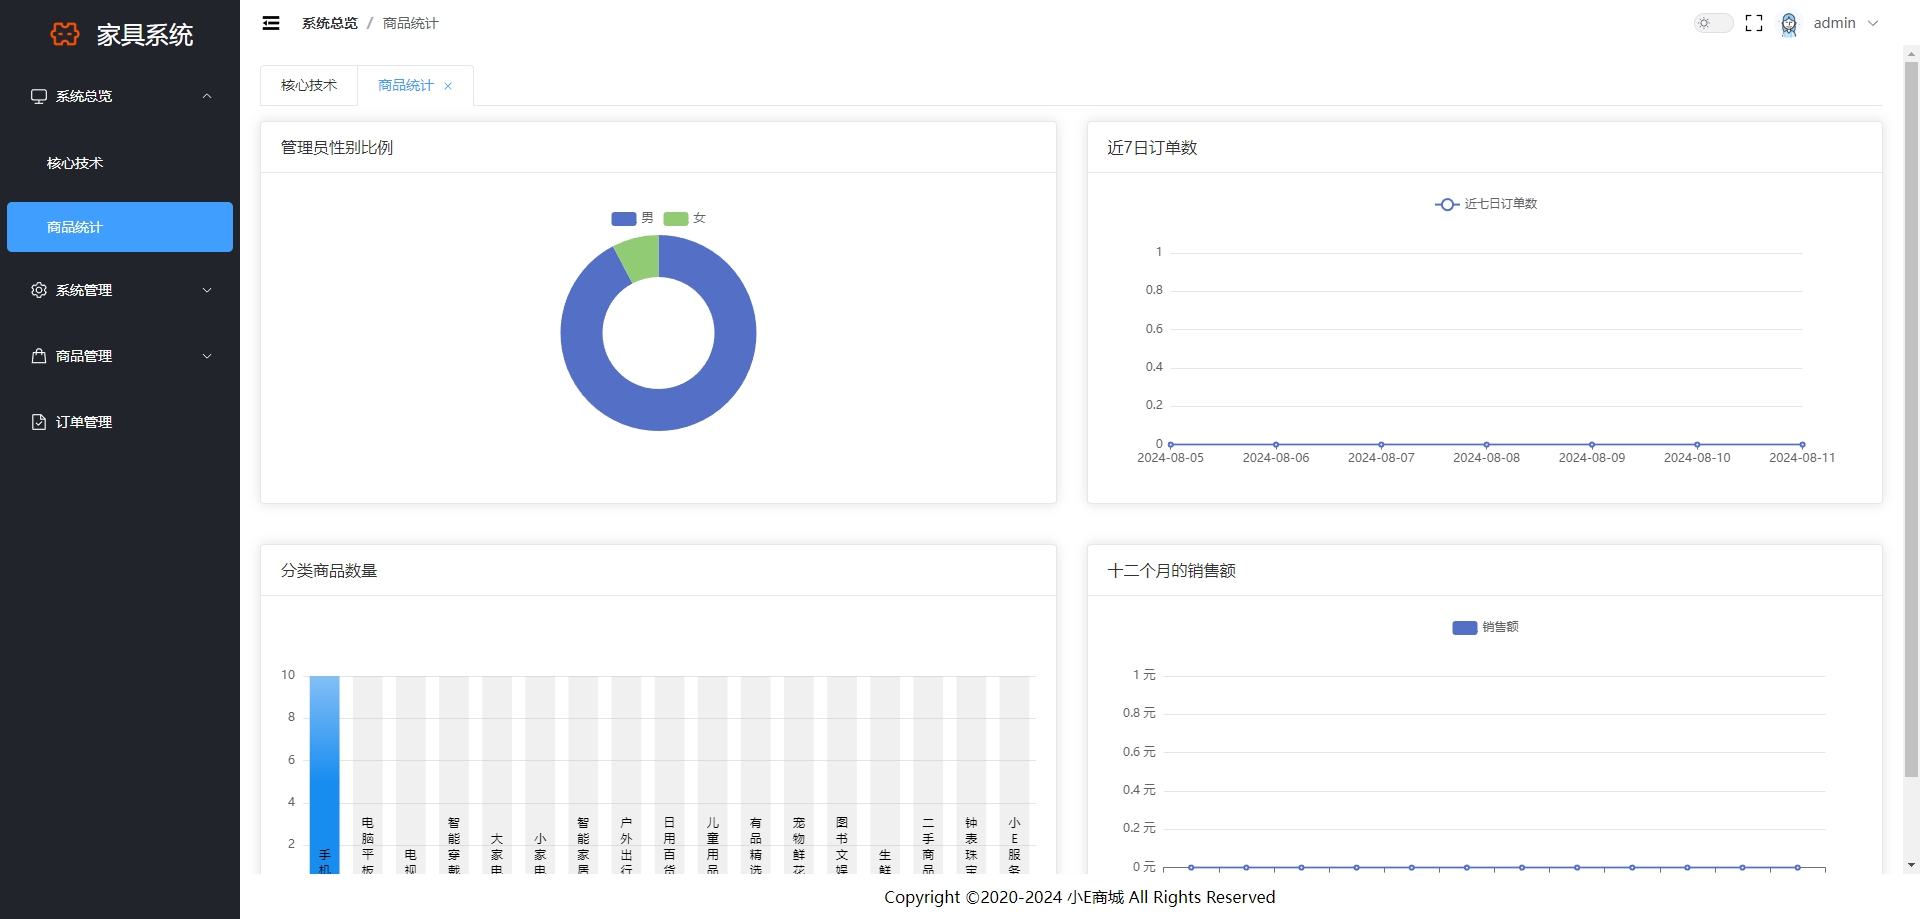 家具系统
系统总览
核心技术
商品统计
系统管理
商品管理
订单管理
系统总览 / 商品统计
admin
核心技术
商品统计
管理员性别比例
男 女
近7日订单数
近七日订单数
1
0.8
0.6
0.4
0.2
0
2024-08-05 2024-08-06 2024-08-07 2024-08-08 2024-08-09 2024-08-10 2024-08-11
分类商品数量
10
8
6
4
2
手机
电脑平板
电视
智能穿戴
大家电
小家电
智能家居
户外出行
日用百货
儿童用品
有品精选
宠物鲜花
图书文娱
生鲜
二手商品
钟表珠宝
小E服务
十二个月的销售额
销售额
1 元
0.8 元
0.6 元
0.4 元
0.2 元
0 元
Copyright ©2020-2024 小E商城 All Rights Reserved